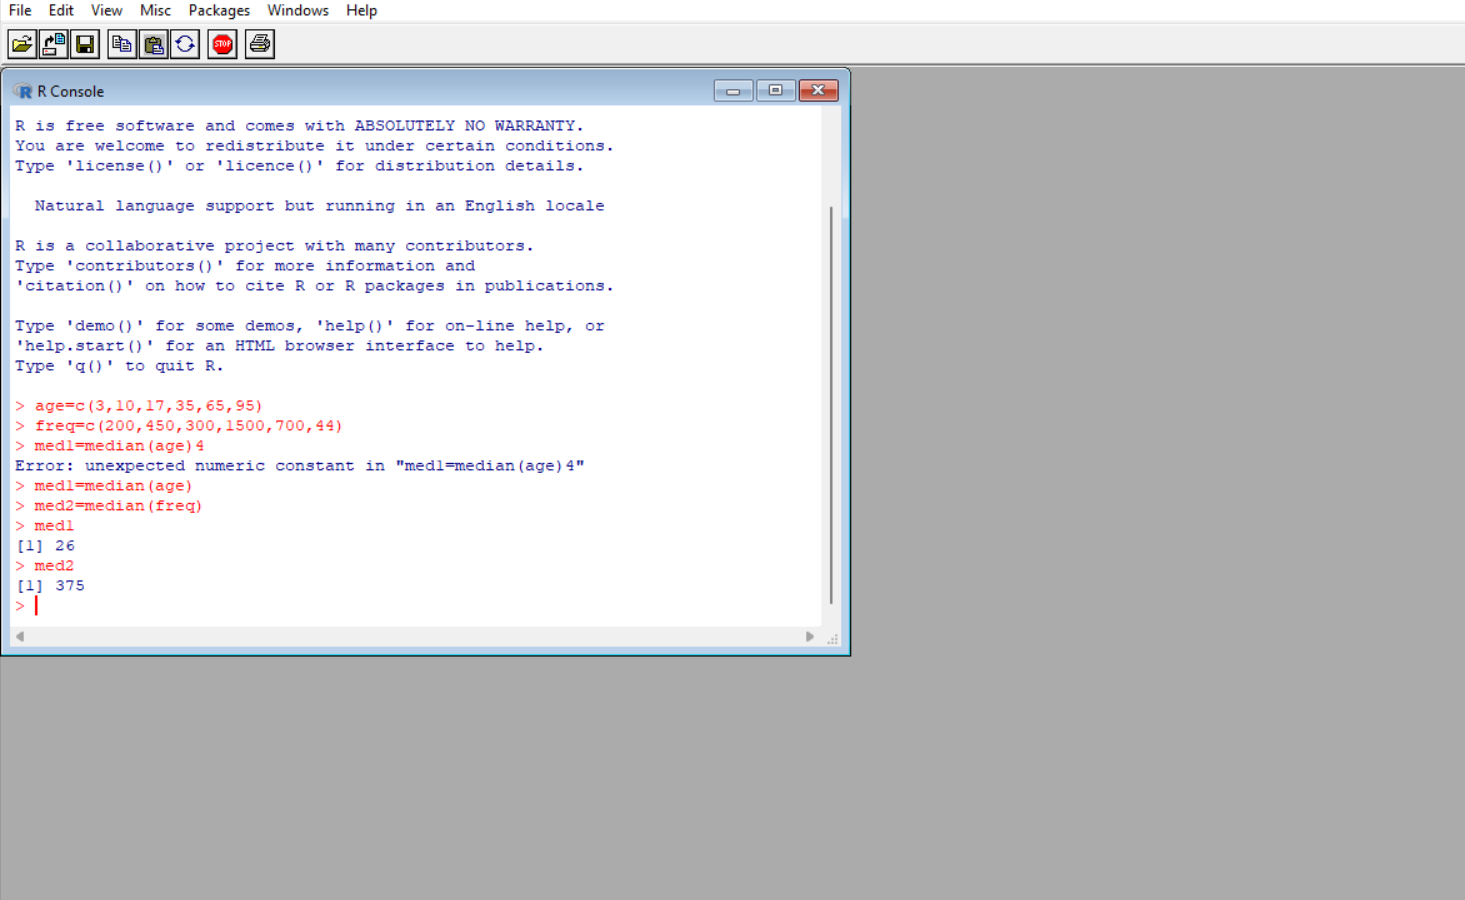 File Edit View Misc Packages Windows Help
STOP
R Console
R is free software and comes with ABSOLUTELY NO WARRANTY.
You are welcome to redistribute it under certain conditions.
Type 'license()' or 'licence()' for distribution details.
Natural language support but running in an English locale
R is a collaborative project with many contributors.
Type 'contributors()' for more information and
'citation()' on how to cite R or R packages in publications.
Type 'demo()' for some demos, 'help()' for on-line help, or
'help.start()' for an HTML browser interface to help.
Type 'q()' to quit R.
> age=c(3,10,17,35,65,95)
> freq=c(200,450,300,1500,700,44)
> med1=median(age)4
Error: unexpected numeric constant in "med1=median(age)4"
> med1=median(age)
> med2=median(freq)
> med1
[1] 26
> med2
[1] 375
>